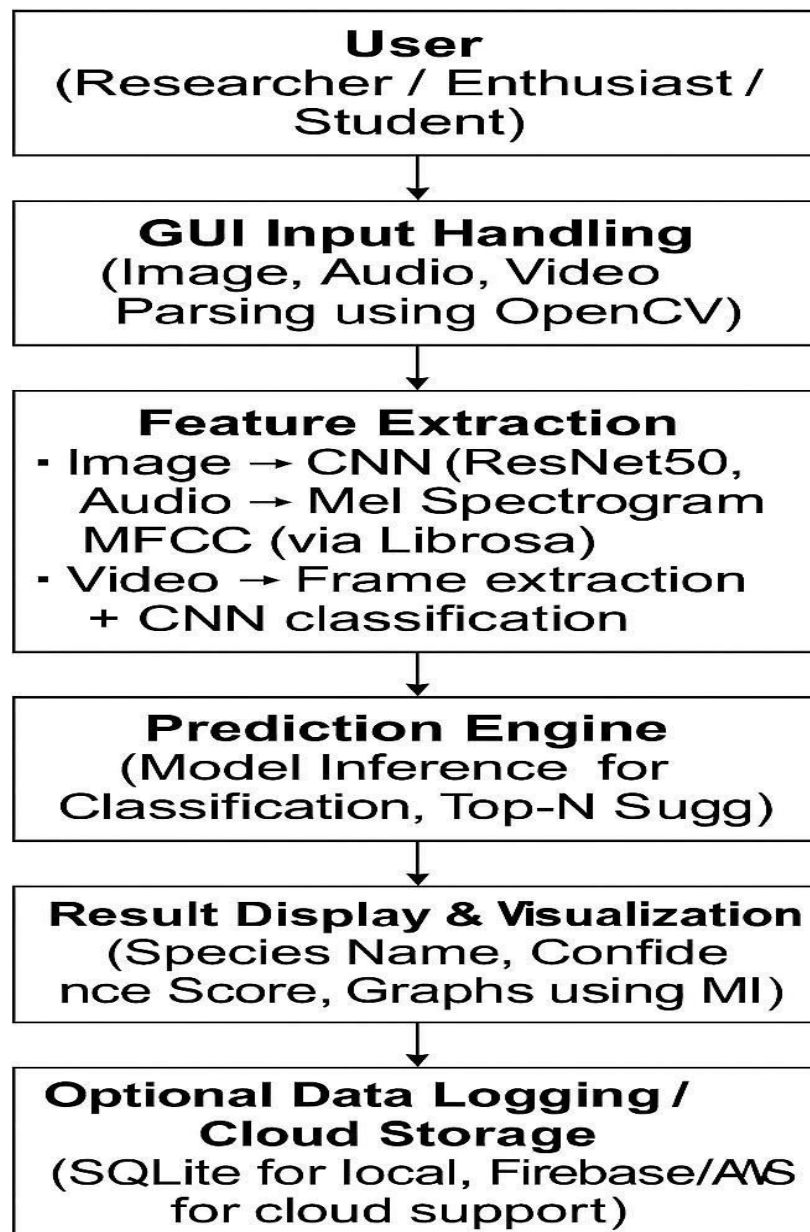 User
(Researcher / Enthusiast /
Student)
GUI Input Handling
(Image, Audio, Video
Parsing using OpenCV)
Feature Extraction
· Image → CNN (ResNet50,
Audio → Mel Spectrogram
MFCC (via Librosa)
· Video → Frame extraction
+ CNN classification
Prediction Engine
(Model Inference for
Classification, Top-N Sugg)
Result Display & Visualization
(Species Name, Confide
nce Score, Graphs using MI)
Optional Data Logging /
Cloud Storage
(SQLite for local, Firebase/AWS
for cloud support)